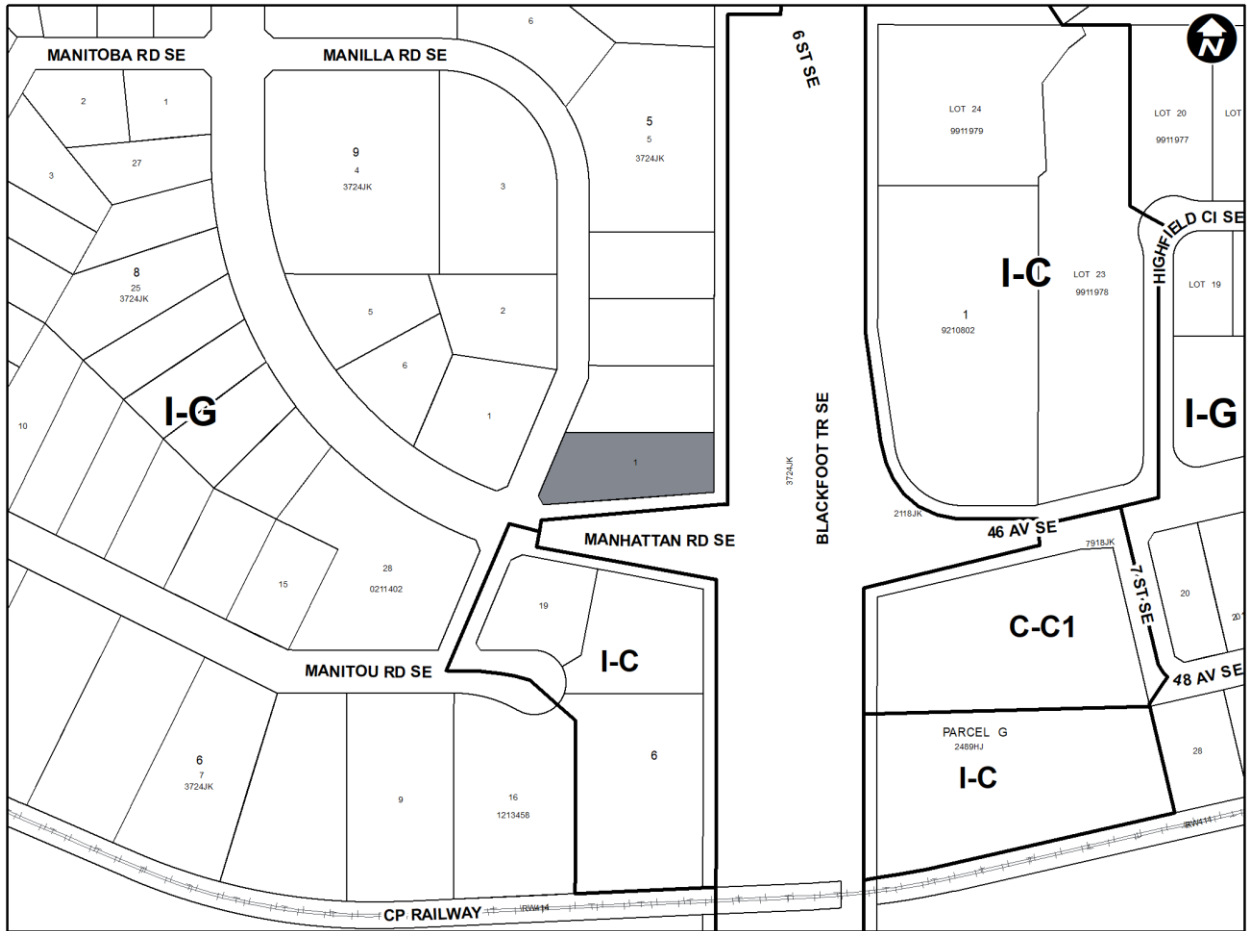 6
MANITOBA RD SE
MANILLA RD SE
6 ST SE
N
2
1
5
5
3724JK
LOT 24
9911979
LOT 20
9911977
LOT
9
4
3724JK
3
27
3
HIGHFIELD CI SE
8
25
3724JK
I-C
LOT 23
9911978
LOT 19
5
2
1
9210802
6
I-G
1
I-G
10
BLACKFOOT TR SE
3724JK
1
2118JK
46 AV SE
MANHATTAN RD SE
7918JK
28
0211402
15
7 ST SE
20
19
C-C1
I-C
MANITOU RD SE
48 AV SE
PARCEL G
2489HJ
6
6
7
3724JK
I-C
28
9
16
1213458
RW414
CP RAILWAY
RW414